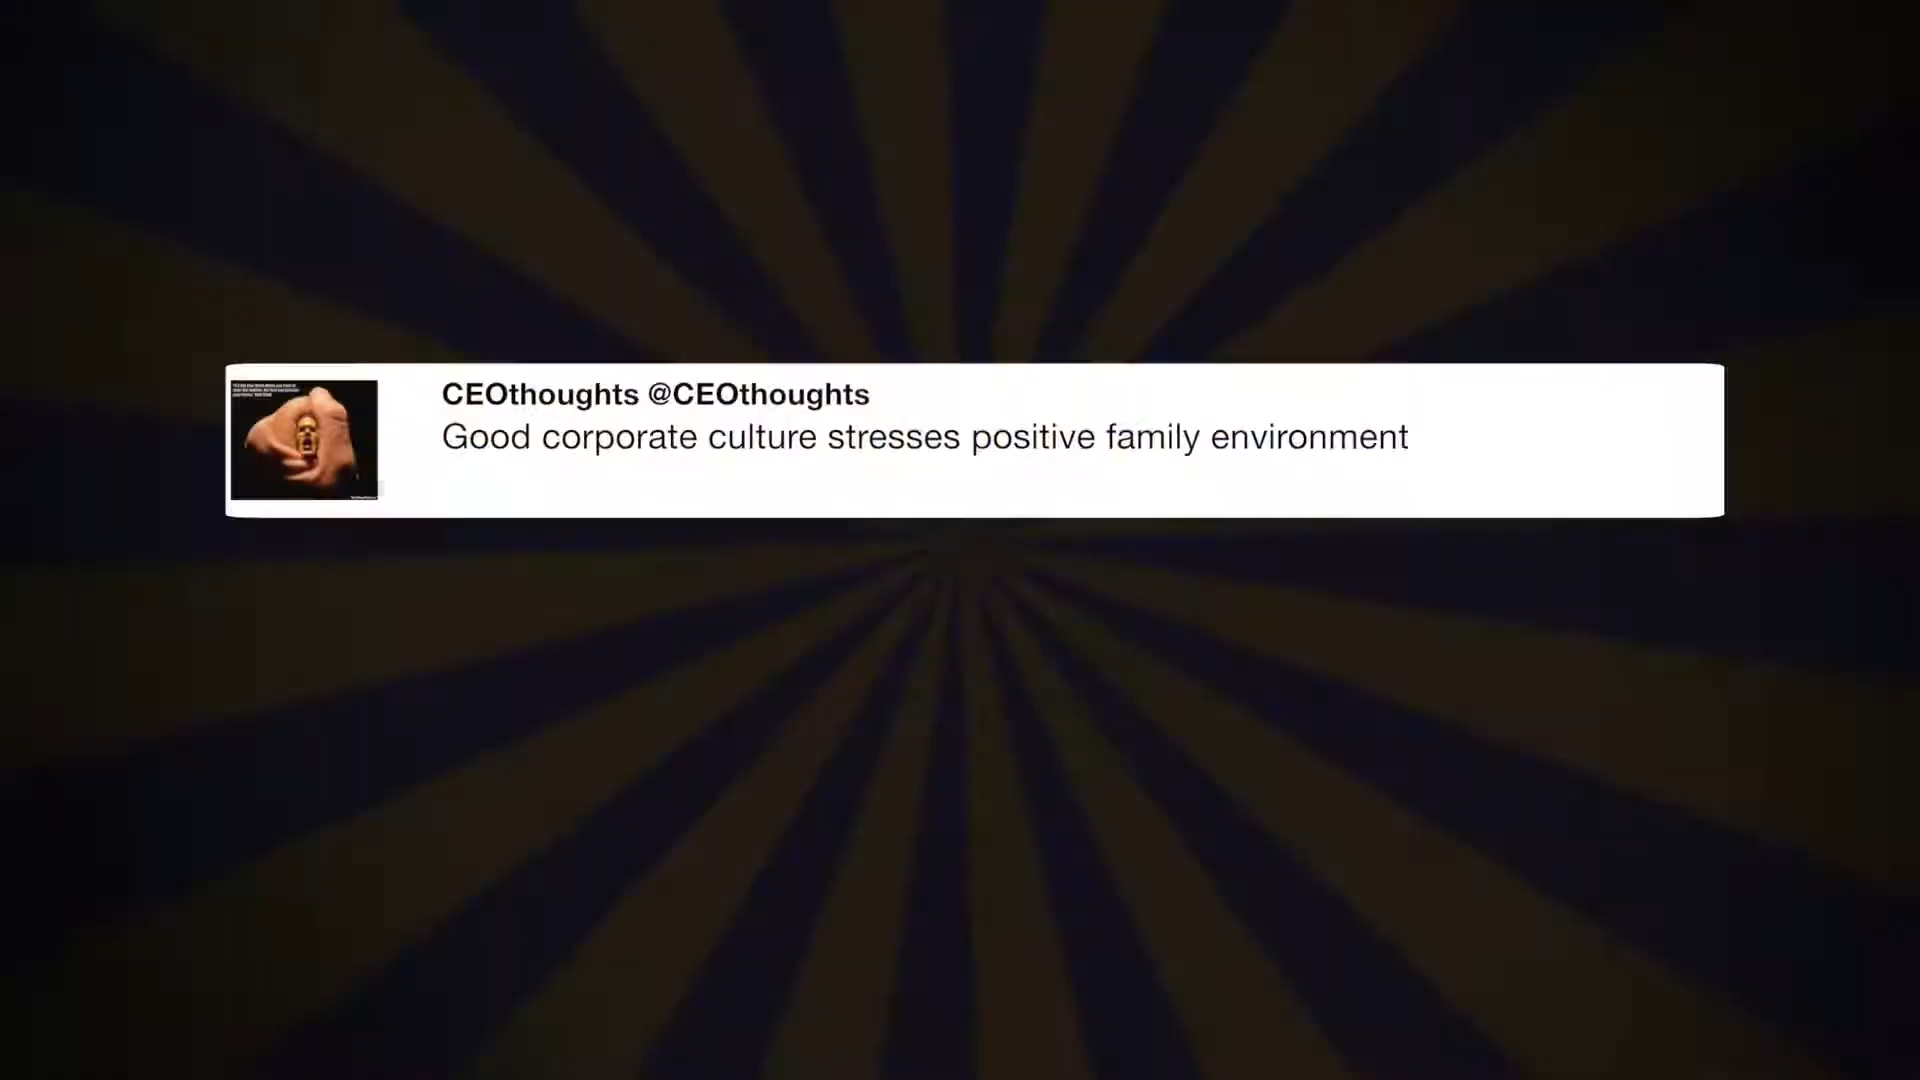 CEOthoughts @CEOthoughts
Good corporate culture stresses positive family environment